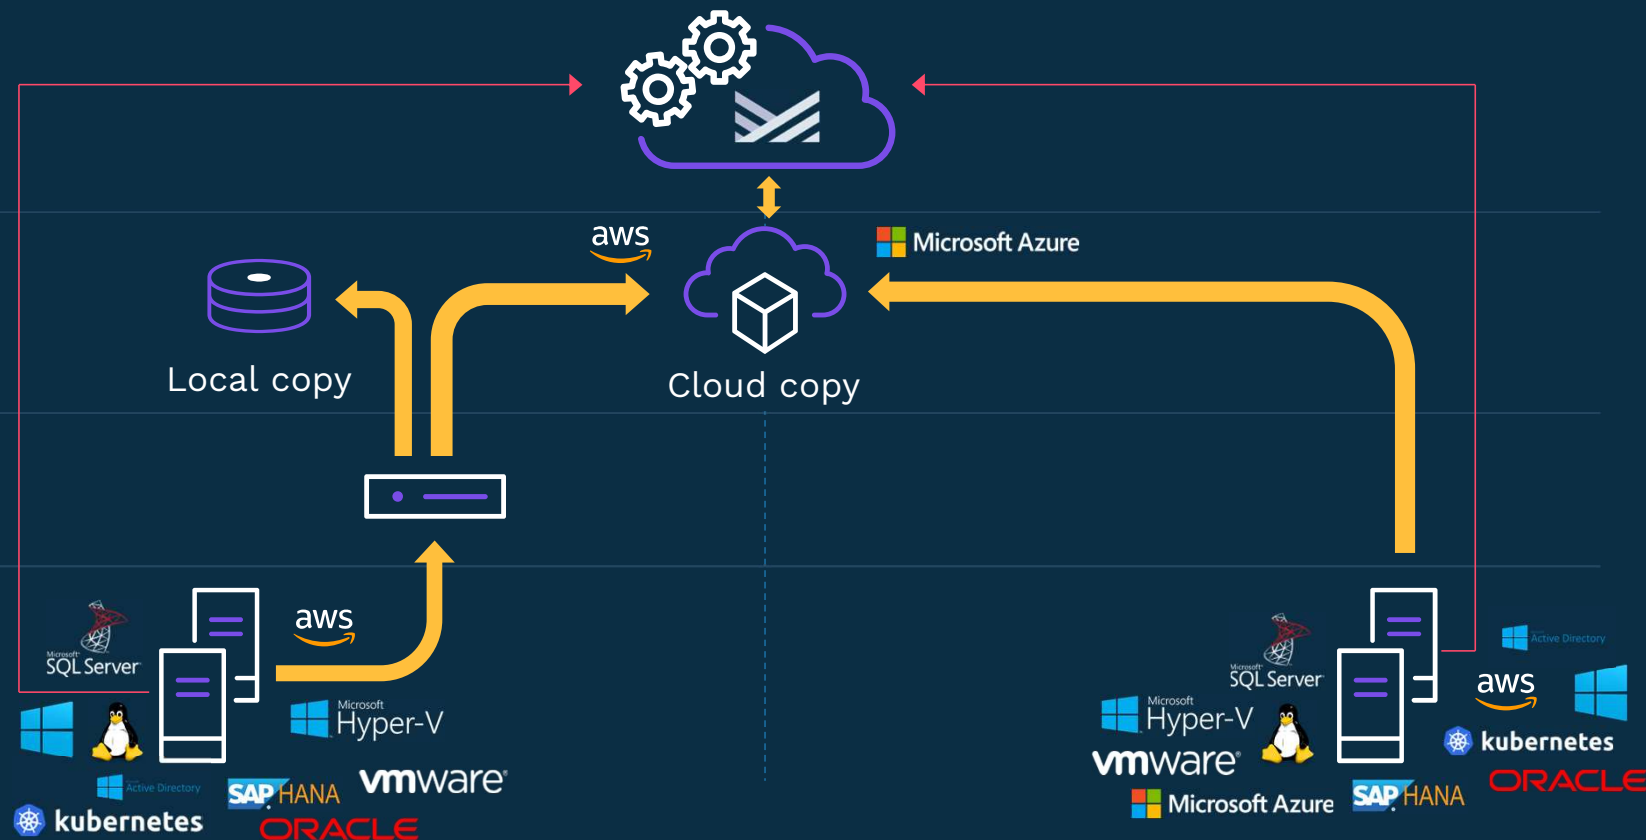 aws
Microsoft Azure
Local copy
Cloud copy
Microsoft
SQL Server
aws
Microsoft
Hyper-V
Active Directory
SAP HANA
vmware
kubernetes
ORACLE
Microsoft
SQL Server
Active Directory
aws
Microsoft
Hyper-V
kubernetes
vmware
ORACLE
Microsoft Azure
SAP HANA